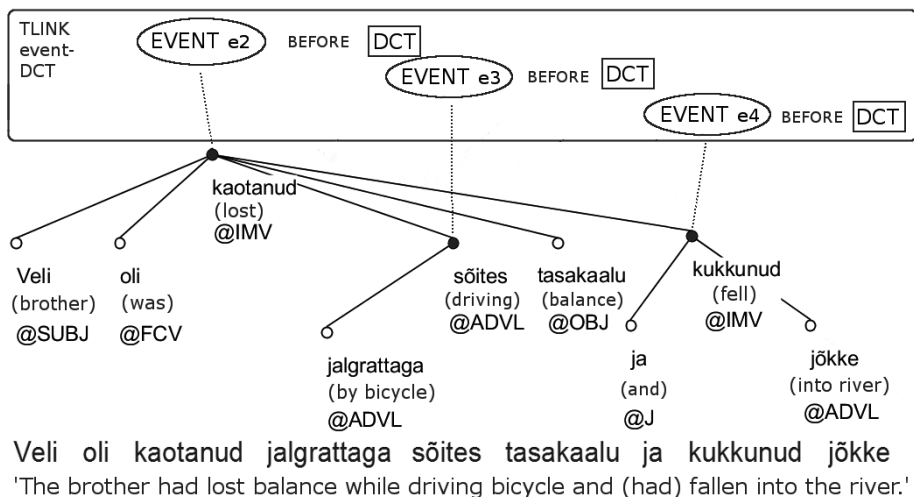 TLINK
event-
DCT
EVENT e2 BEFORE DCT
EVENT e3 BEFORE DCT
EVENT e4 BEFORE DCT
kaotanud
(lost)
@IMV
Veli
(brother)
@SUBJ
oli
(was)
@FCV
sõites
(driving)
@ADVL
tasakaalu
(balance)
@OBJ
kukkunud
(fell)
@IMV
jalgrattaga
(by bicycle)
@ADVL
ja
(and)
@J
jõkke
(into river)
@ADVL
Veli oli kaotanud jalgrattaga sõites tasakaalu ja kukkunud jõkke
'The brother had lost balance while driving bicycle and (had) fallen into the river.'